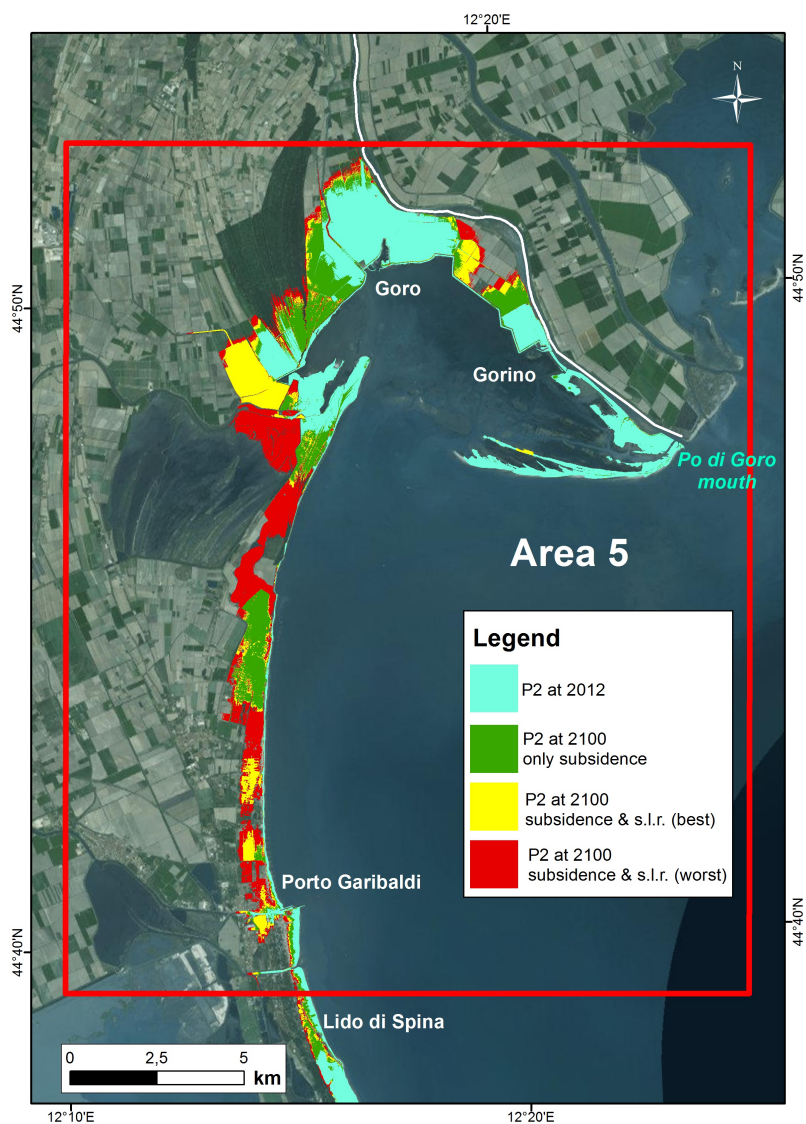 12°20'E
N
44°50'N
44°50'N
Goro
Gorino
Po di Goro
mouth
Area 5
Legend
P2 at 2012
P2 at 2100
only subsidence
P2 at 2100
subsidence & s.l.r. (best)
P2 at 2100
subsidence & s.l.r. (worst)
Porto Garibaldi
44°40'N
44°40'N
Lido di Spina
0 2,5 5
km
12°10'E
12°20'E